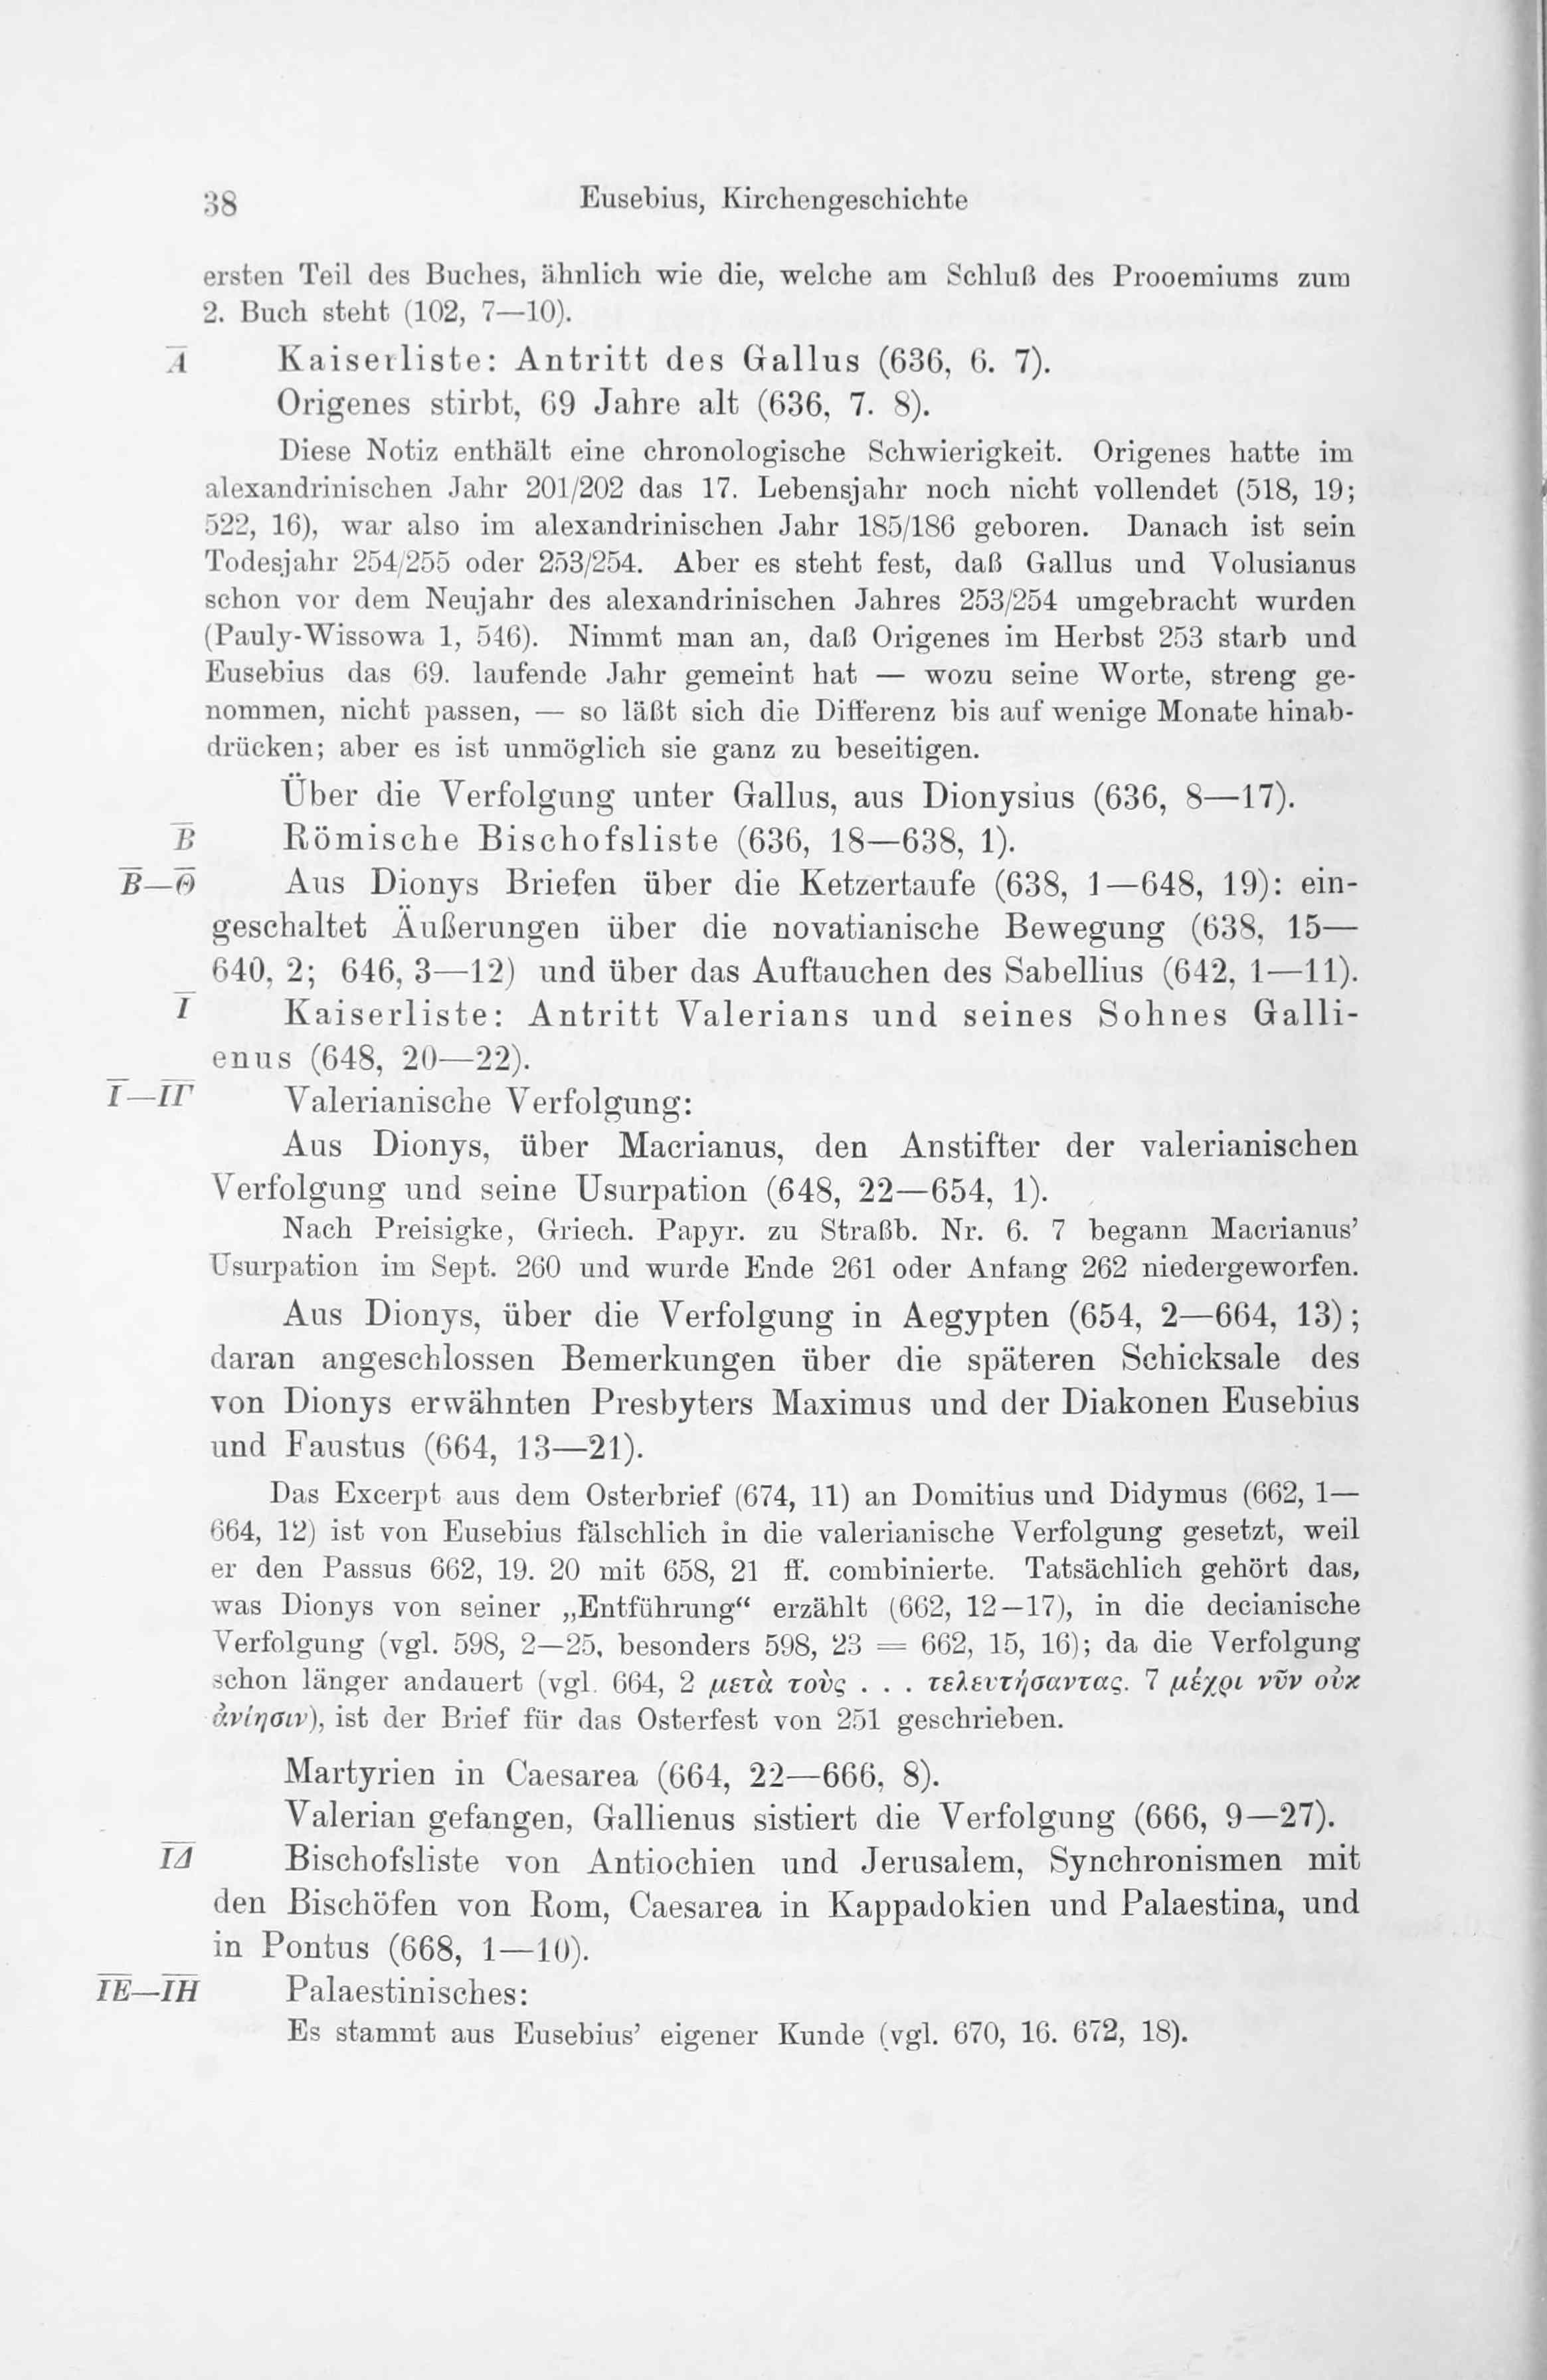 38 Eusebius, Kirchengeschichte
ersten Teil des Buches, ähnlich wie die, welche am Schluß des Prooemiums zum
2. Buch steht (102, 7—10).
Α̅ Kaiserliste: Antritt des Gallus (636, 6. 7).
Origenes stirbt, 69 Jahre alt (636, 7. 8).
Diese Notiz enthält eine chronologische Schwierigkeit. Origenes hatte im
alexandrinischen Jahr 201/202 das 17. Lebensjahr noch nicht vollendet (518, 19;
522, 16), war also im alexandrinischen Jahr 185/186 geboren. Danach ist sein
Todesjahr 254/255 oder 253/254. Aber es steht fest, daß Gallus und Volusianus
schon vor dem Neujahr des alexandrinischen Jahres 253/254 umgebracht wurden
(Pauly-Wissowa 1, 546). Nimmt man an, daß Origenes im Herbst 253 starb und
Eusebius das 69. laufende Jahr gemeint hat — wozu seine Worte, streng ge-
nommen, nicht passen, — so läßt sich die Differenz bis auf wenige Monate hinab-
drücken; aber es ist unmöglich sie ganz zu beseitigen.
Über die Verfolgung unter Gallus, aus Dionysius (636, 8—17).
Β̅ Römische Bischofsliste (636, 18—638, 1).
Β̅—Θ̅ Aus Dionys Briefen über die Ketzertaufe (638, 1—648, 19): ein-
geschaltet Äußerungen über die novatianische Bewegung (638, 15—
640, 2; 646, 3—12) und über das Auftauchen des Sabellius (642, 1—11).
Ι̅ Kaiserliste: Antritt Valerians und seines Sohnes Galli-
enus (648, 20—22).
Ι̅—Ι̅Γ̅ Valerianische Verfolgung:
Aus Dionys, über Macrianus, den Anstifter der valerianischen
Verfolgung und seine Usurpation (648, 22—654, 1).
Nach Preisigke, Griech. Papyr. zu Straßb. Nr. 6. 7 begann Macrianus’
Usurpation im Sept. 260 und wurde Ende 261 oder Anfang 262 niedergeworfen.
Aus Dionys, über die Verfolgung in Aegypten (654, 2—664, 13);
daran angeschlossen Bemerkungen über die späteren Schicksale des
von Dionys erwähnten Presbyters Maximus und der Diakonen Eusebius
und Faustus (664, 13—21).
Das Excerpt aus dem Osterbrief (674, 11) an Domitius und Didymus (662, 1—
664, 12) ist von Eusebius fälschlich in die valerianische Verfolgung gesetzt, weil
er den Passus 662, 19. 20 mit 658, 21 ff. combinierte. Tatsächlich gehört das,
was Dionys von seiner „Entführung“ erzählt (662, 12—17), in die decianische
Verfolgung (vgl. 598, 2—25, besonders 598, 23 = 662, 15, 16); da die Verfolgung
schon länger andauert (vgl. 664, 2 μετὰ τοὺς . . . τελευτήσαντας. 7 μέχρι νῦν οὐκ
ἀνίησιν), ist der Brief für das Osterfest von 251 geschrieben.
Martyrien in Caesarea (664, 22—666, 8).
Valerian gefangen, Gallienus sistiert die Verfolgung (666, 9—27).
Ι̅Δ̅ Bischofsliste von Antiochien und Jerusalem, Synchronismen mit
den Bischöfen von Rom, Caesarea in Kappadokien und Palaestina, und
in Pontus (668, 1—10).
Ι̅Ε̅—Ι̅Η̅ Palaestinisches:
Es stammt aus Eusebius’ eigener Kunde (vgl. 670, 16. 672, 18).